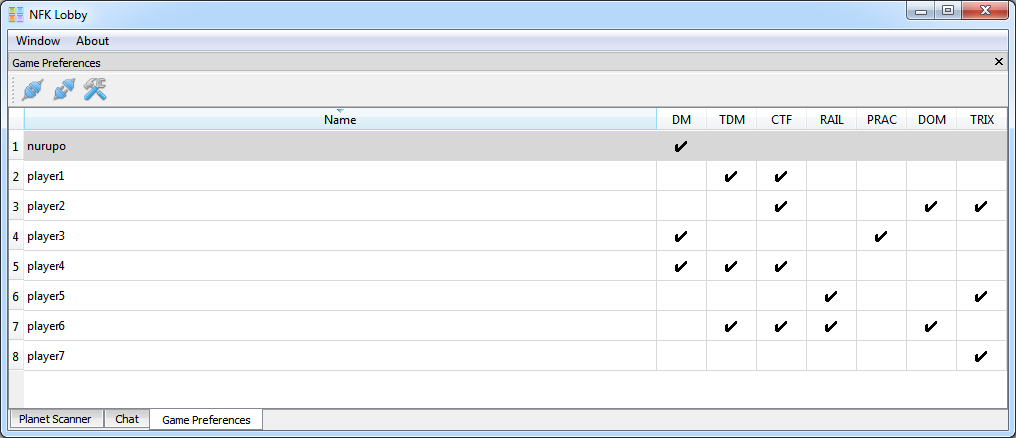 NFK Lobby
Window About
Game Preferences
Name DM TDM CTF RAIL PRAC DOM TRIX
1 nurupo ✔
2 player1 ✔ ✔
3 player2 ✔ ✔ ✔
4 player3 ✔ ✔
5 player4 ✔ ✔ ✔
6 player5 ✔ ✔
7 player6 ✔ ✔ ✔ ✔
8 player7 ✔
Planet Scanner Chat Game Preferences